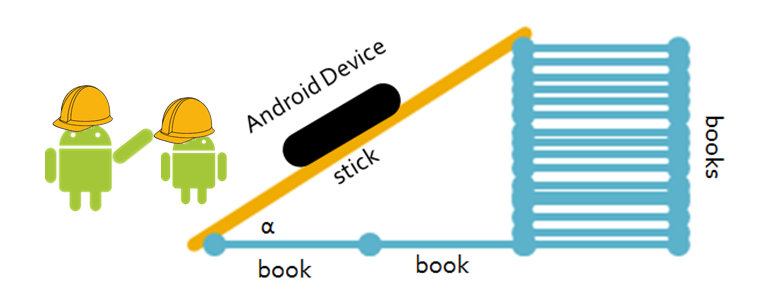 Android Device
stick
α
book
book
books